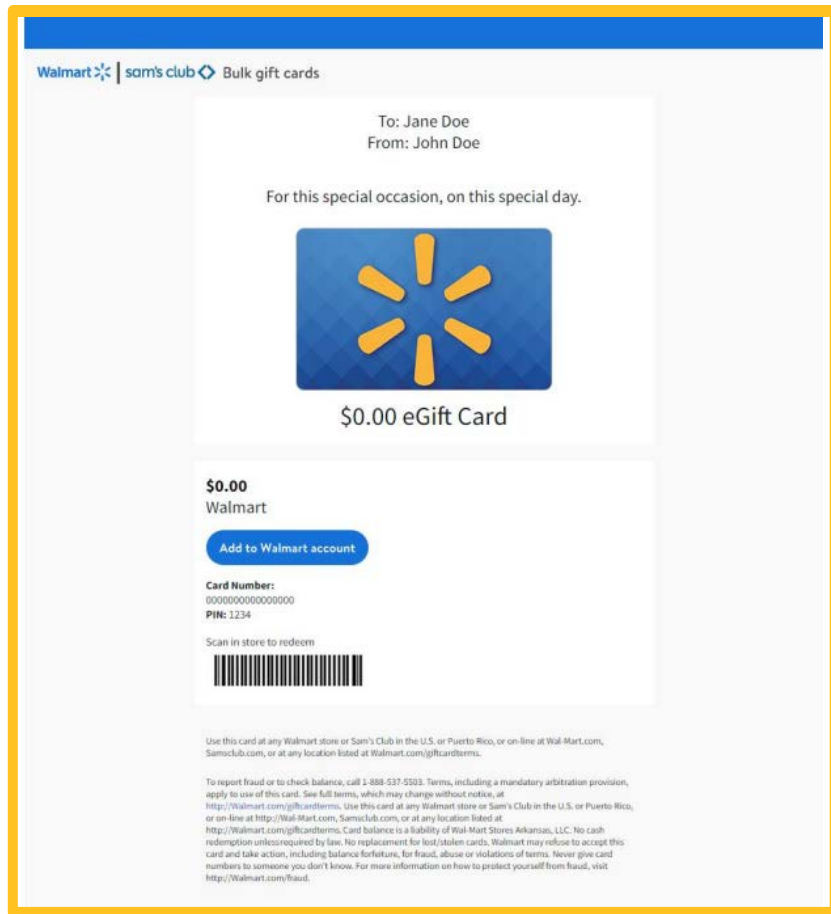 Walmart | sam's club Bulk gift cards
To: Jane Doe
From: John Doe
For this special occasion, on this special day.
$0.00 eGift Card
$0.00
Walmart
Add to Walmart account
Card Number:
0000000000000000
PIN: 1234
Scan in store to redeem
Use this card at any Walmart store or Sam's Club in the U.S. or Puerto Rico, or on-line at Wal-Mart.com,
Samsclub.com, or at any location listed at Walmart.com/giftcardterms.
To report fraud or to check balance, call 1-888-537-5503. Terms, including a mandatory arbitration provision,
apply to use of this card. See full terms, which may change without notice, at
http://Walmart.com/giftcardterms. Use this card at any Walmart store or Sam's Club in the U.S. or Puerto Rico,
or on-line at http://Wal-Mart.com, Samsclub.com, or at any location listed at
http://Walmart.com/giftcardterms. Card balance is a liability of Wal-Mart Stores Arkansas, LLC. No cash
redemption unless required by law. No replacement for lost/stolen cards. Walmart may refuse to accept this
card and take action, including balance forfeiture, for fraud, abuse or violations of terms. Never give card
numbers to someone you don't know. For more information on how to protect yourself from fraud, visit
http://Walmart.com/fraud.